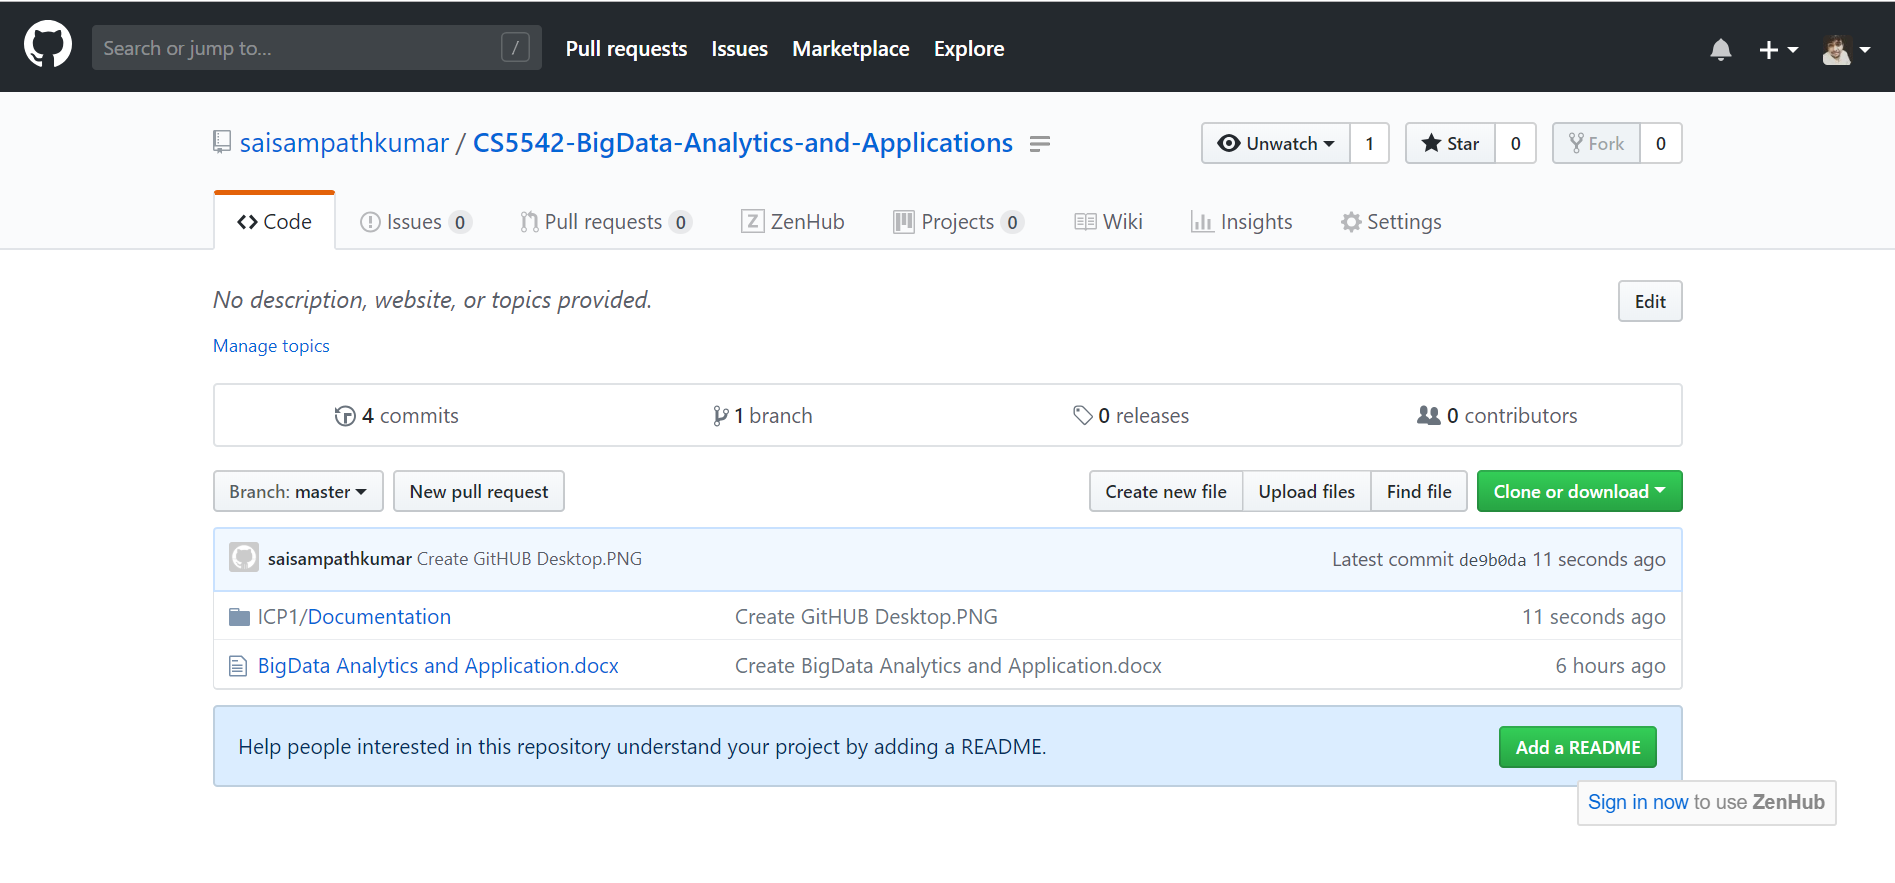 Search or jump to... /
Pull requests Issues Marketplace Explore
saisampathkumar / CS5542-BigData-Analytics-and-Applications
Unwatch 1 Star 0 Fork 0
Code Issues 0 Pull requests 0 Z ZenHub Projects 0 Wiki Insights Settings
No description, website, or topics provided.
Edit
Manage topics
4 commits 1 branch 0 releases 0 contributors
Branch: master New pull request Create new file Upload files Find file Clone or download
saisampathkumar Create GitHUB Desktop.PNG Latest commit de9b0da 11 seconds ago
ICP1/Documentation Create GitHUB Desktop.PNG 11 seconds ago
BigData Analytics and Application.docx Create BigData Analytics and Application.docx 6 hours ago
Help people interested in this repository understand your project by adding a README. Add a README
Sign in now to use ZenHub